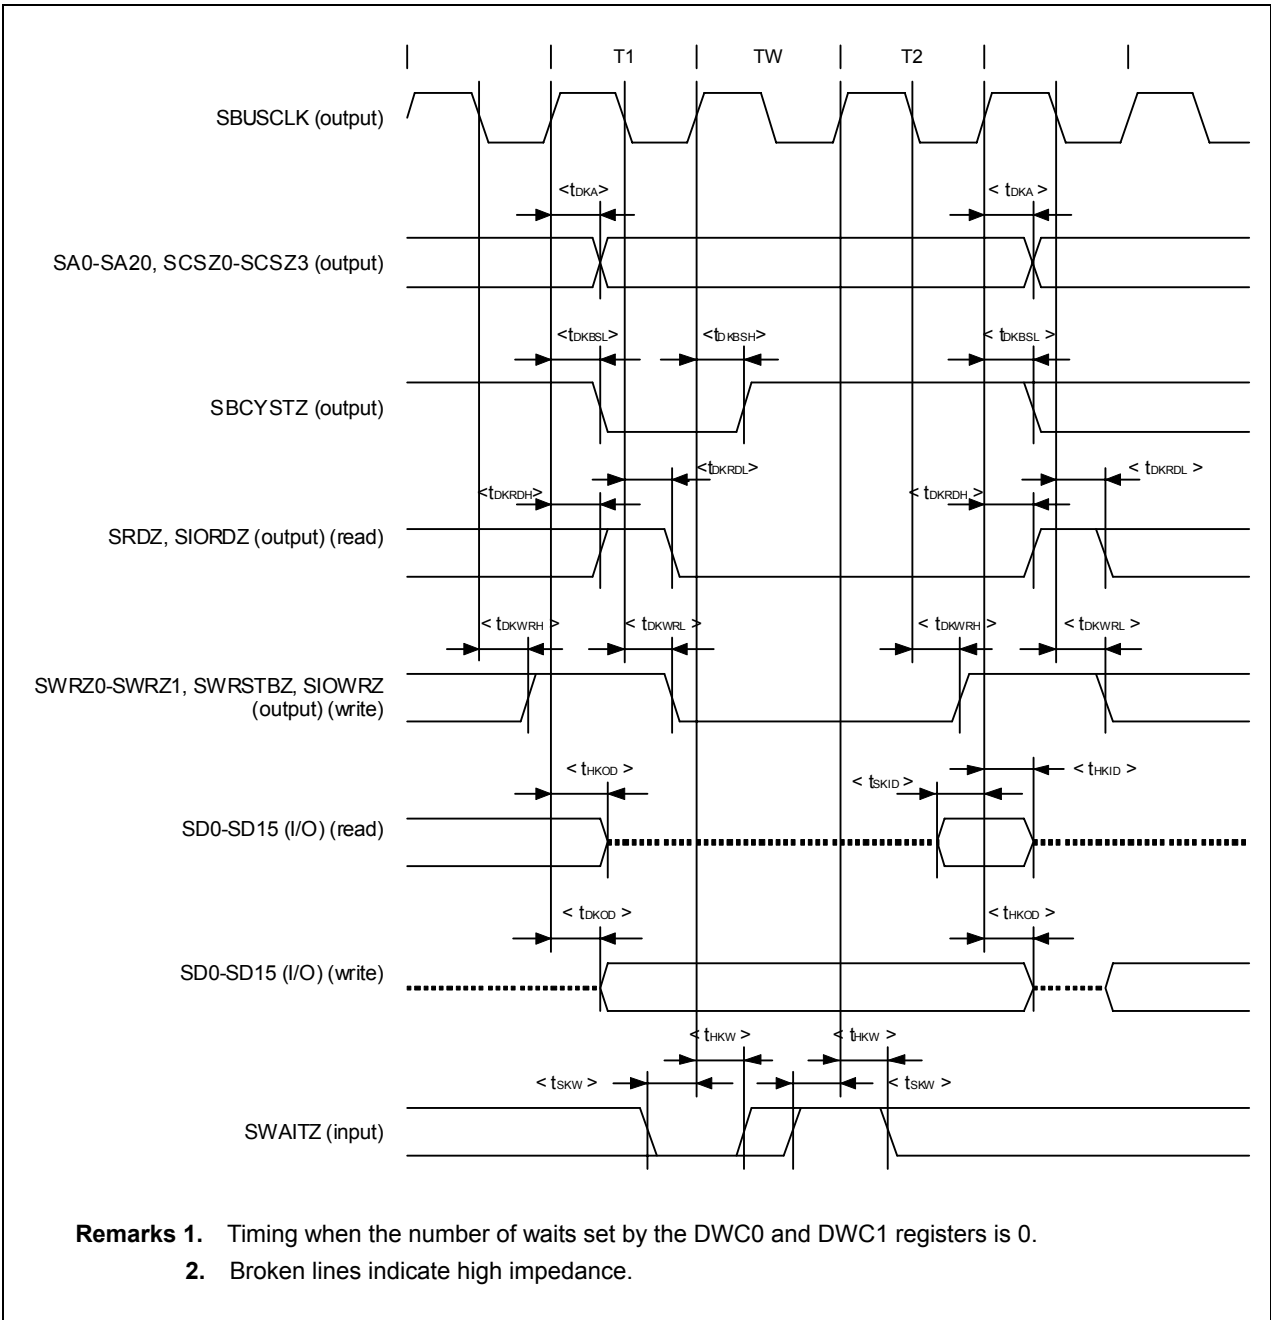 T1 TW T2
SBUSCLK (output)
<tDKA> < tDKA >
SA0-SA20, SCSZ0-SCSZ3 (output)
<tDKBSL> <tDKBSH> < tDKBSL >
SBCYSTZ (output)
<tDKRDL> < tDKRDL >
<tDKRDH> < tDKRDH >
SRDZ, SIORDZ (output) (read)
< tDKWRH > < tDKWRL > < tDKWRH > < tDKWRL >
SWRZ0-SWRZ1, SWRSTBZ, SIOWRZ
(output) (write)
< tHKOD > < tSKID > < tHKID >
SD0-SD15 (I/O) (read)
< tDKOD > < tHKOD >
SD0-SD15 (I/O) (write)
< tHKW > < tHKW >
< tSKW > < tSKW >
SWAITZ (input)
Remarks 1. Timing when the number of waits set by the DWC0 and DWC1 registers is 0.
2. Broken lines indicate high impedance.